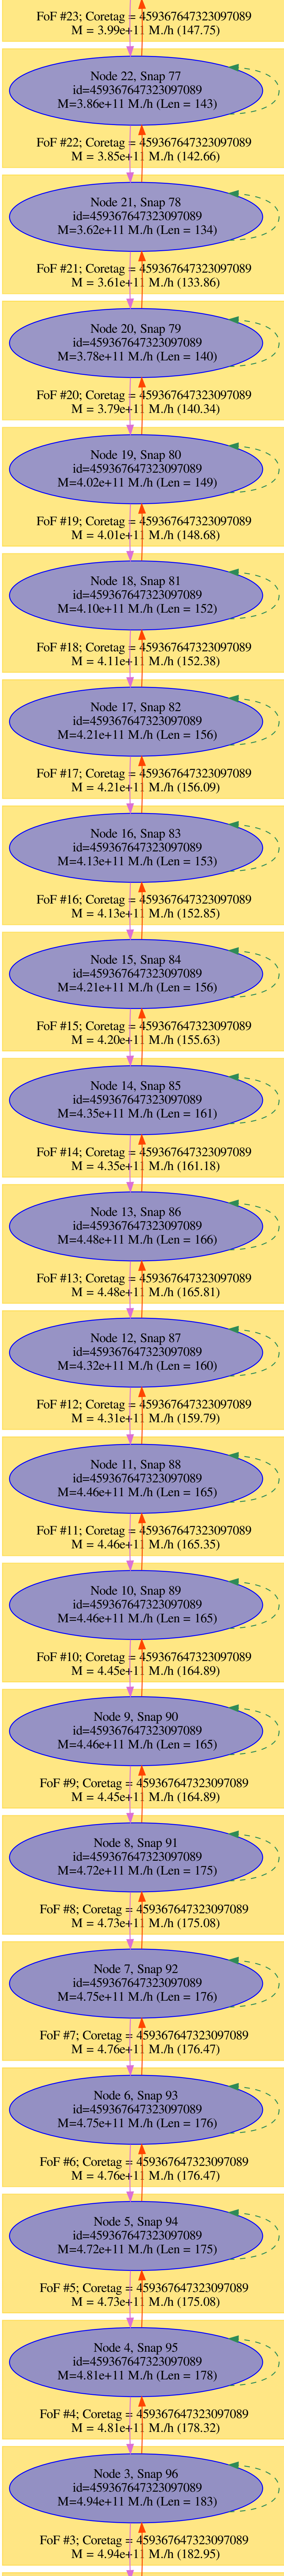 FoF #23; Coretag = 459367647323097089
M = 3.99e+11 M./h (147.75)
Node 22, Snap 77
id=459367647323097089
M=3.86e+11 M./h (Len = 143)
FoF #22; Coretag = 459367647323097089
M = 3.85e+11 M./h (142.66)
Node 21, Snap 78
id=459367647323097089
M=3.62e+11 M./h (Len = 134)
FoF #21; Coretag = 459367647323097089
M = 3.61e+11 M./h (133.86)
Node 20, Snap 79
id=459367647323097089
M=3.78e+11 M./h (Len = 140)
FoF #20; Coretag = 459367647323097089
M = 3.79e+11 M./h (140.34)
Node 19, Snap 80
id=459367647323097089
M=4.02e+11 M./h (Len = 149)
FoF #19; Coretag = 459367647323097089
M = 4.01e+11 M./h (148.68)
Node 18, Snap 81
id=459367647323097089
M=4.10e+11 M./h (Len = 152)
FoF #18; Coretag = 459367647323097089
M = 4.11e+11 M./h (152.38)
Node 17, Snap 82
id=459367647323097089
M=4.21e+11 M./h (Len = 156)
FoF #17; Coretag = 459367647323097089
M = 4.21e+11 M./h (156.09)
Node 16, Snap 83
id=459367647323097089
M=4.13e+11 M./h (Len = 153)
FoF #16; Coretag = 459367647323097089
M = 4.13e+11 M./h (152.85)
Node 15, Snap 84
id=459367647323097089
M=4.21e+11 M./h (Len = 156)
FoF #15; Coretag = 459367647323097089
M = 4.20e+11 M./h (155.63)
Node 14, Snap 85
id=459367647323097089
M=4.35e+11 M./h (Len = 161)
FoF #14; Coretag = 459367647323097089
M = 4.35e+11 M./h (161.18)
Node 13, Snap 86
id=459367647323097089
M=4.48e+11 M./h (Len = 166)
FoF #13; Coretag = 459367647323097089
M = 4.48e+11 M./h (165.81)
Node 12, Snap 87
id=459367647323097089
M=4.32e+11 M./h (Len = 160)
FoF #12; Coretag = 459367647323097089
M = 4.31e+11 M./h (159.79)
Node 11, Snap 88
id=459367647323097089
M=4.46e+11 M./h (Len = 165)
FoF #11; Coretag = 459367647323097089
M = 4.46e+11 M./h (165.35)
Node 10, Snap 89
id=459367647323097089
M=4.46e+11 M./h (Len = 165)
FoF #10; Coretag = 459367647323097089
M = 4.45e+11 M./h (164.89)
Node 9, Snap 90
id=459367647323097089
M=4.46e+11 M./h (Len = 165)
FoF #9; Coretag = 459367647323097089
M = 4.45e+11 M./h (164.89)
Node 8, Snap 91
id=459367647323097089
M=4.72e+11 M./h (Len = 175)
FoF #8; Coretag = 459367647323097089
M = 4.73e+11 M./h (175.08)
Node 7, Snap 92
id=459367647323097089
M=4.75e+11 M./h (Len = 176)
FoF #7; Coretag = 459367647323097089
M = 4.76e+11 M./h (176.47)
Node 6, Snap 93
id=459367647323097089
M=4.75e+11 M./h (Len = 176)
FoF #6; Coretag = 459367647323097089
M = 4.76e+11 M./h (176.47)
Node 5, Snap 94
id=459367647323097089
M=4.72e+11 M./h (Len = 175)
FoF #5; Coretag = 459367647323097089
M = 4.73e+11 M./h (175.08)
Node 4, Snap 95
id=459367647323097089
M=4.81e+11 M./h (Len = 178)
FoF #4; Coretag = 459367647323097089
M = 4.81e+11 M./h (178.32)
Node 3, Snap 96
id=459367647323097089
M=4.94e+11 M./h (Len = 183)
FoF #3; Coretag = 459367647323097089
M = 4.94e+11 M./h (182.95)